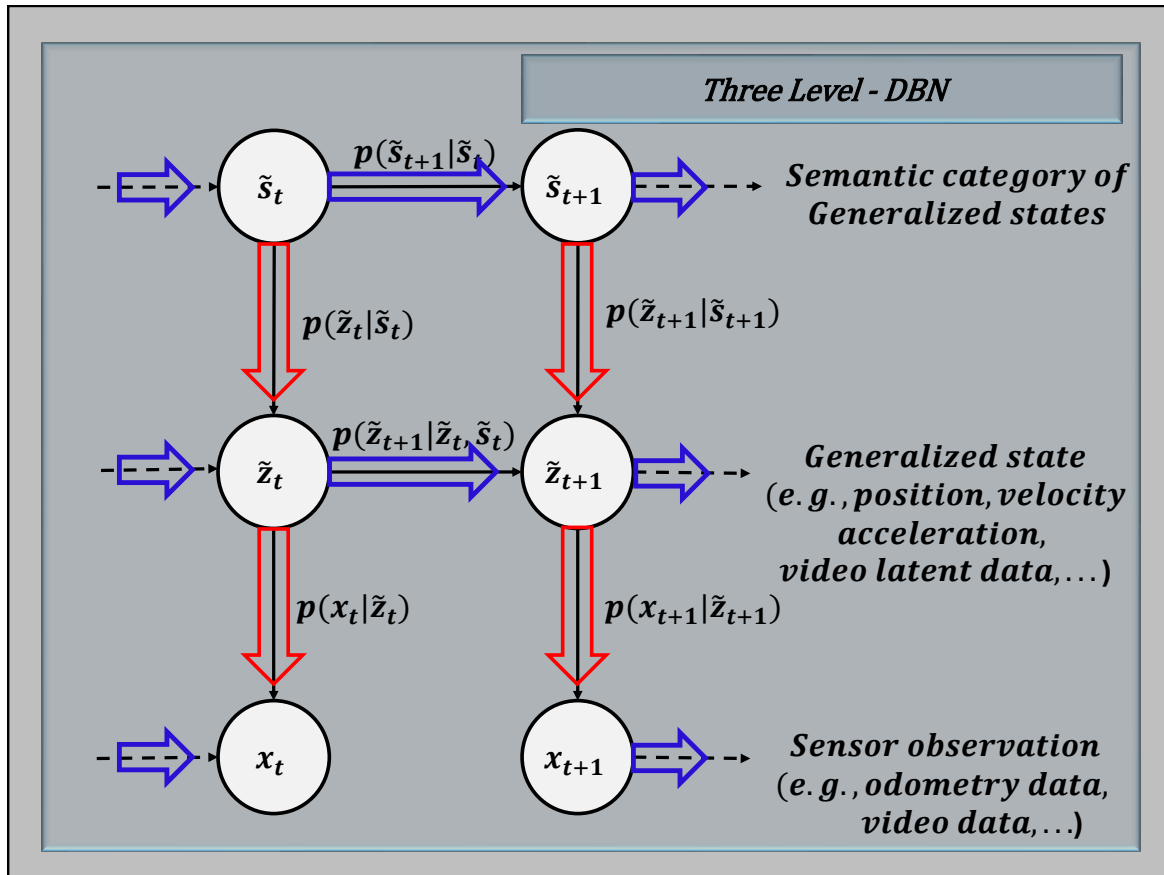 Three Level - DBN
p(s̃ₜ₊₁|s̃ₜ)
s̃ₜ
s̃ₜ₊₁
Semantic category of
Generalized states
p(z̃ₜ|s̃ₜ)
p(z̃ₜ₊₁|s̃ₜ₊₁)
p(z̃ₜ₊₁|z̃ₜ, s̃ₜ)
z̃ₜ
z̃ₜ₊₁
Generalized state
(e.g., position, velocity
acceleration,
video latent data, …)
p(xₜ|z̃ₜ)
p(xₜ₊₁|z̃ₜ₊₁)
xₜ
xₜ₊₁
Sensor observation
(e.g., odometry data,
video data, …)